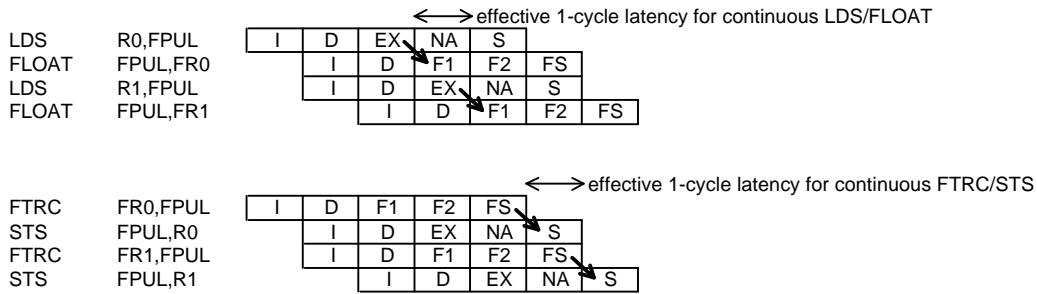 effective 1-cycle latency for continuous LDS/FLOAT
LDS R0,FPUL I D EX NA S
FLOAT FPUL,FR0 I D F1 F2 FS
LDS R1,FPUL I D EX NA S
FLOAT FPUL,FR1 I D F1 F2 FS
effective 1-cycle latency for continuous FTRC/STS
FTRC FR0,FPUL I D F1 F2 FS
STS FPUL,R0 I D EX NA S
FTRC FR1,FPUL I D F1 F2 FS
STS FPUL,R1 I D EX NA S